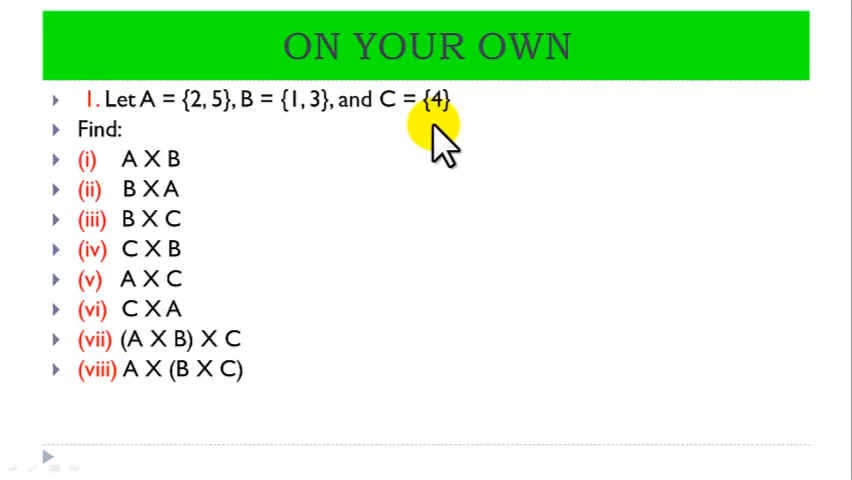 ON YOUR OWN
1. Let A = {2, 5}, B = {1, 3}, and C = {4}
Find:
(i) A X B
(ii) B X A
(iii) B X C
(iv) C X B
(v) A X C
(vi) C X A
(vii) (A X B) X C
(viii) A X (B X C)